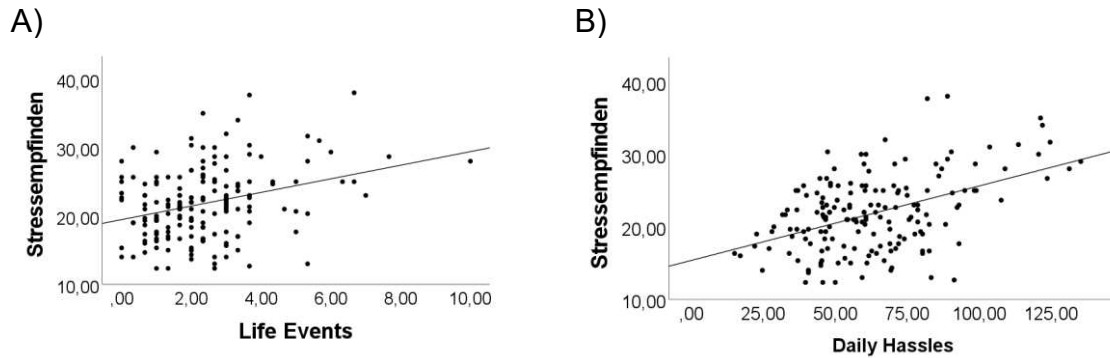 A)
Stressempfinden
40,00
30,00
20,00
10,00
,00 2,00 4,00 6,00 8,00 10,00
Life Events
B)
Stressempfinden
40,00
30,00
20,00
10,00
,00 25,00 50,00 75,00 100,00 125,00
Daily Hassles